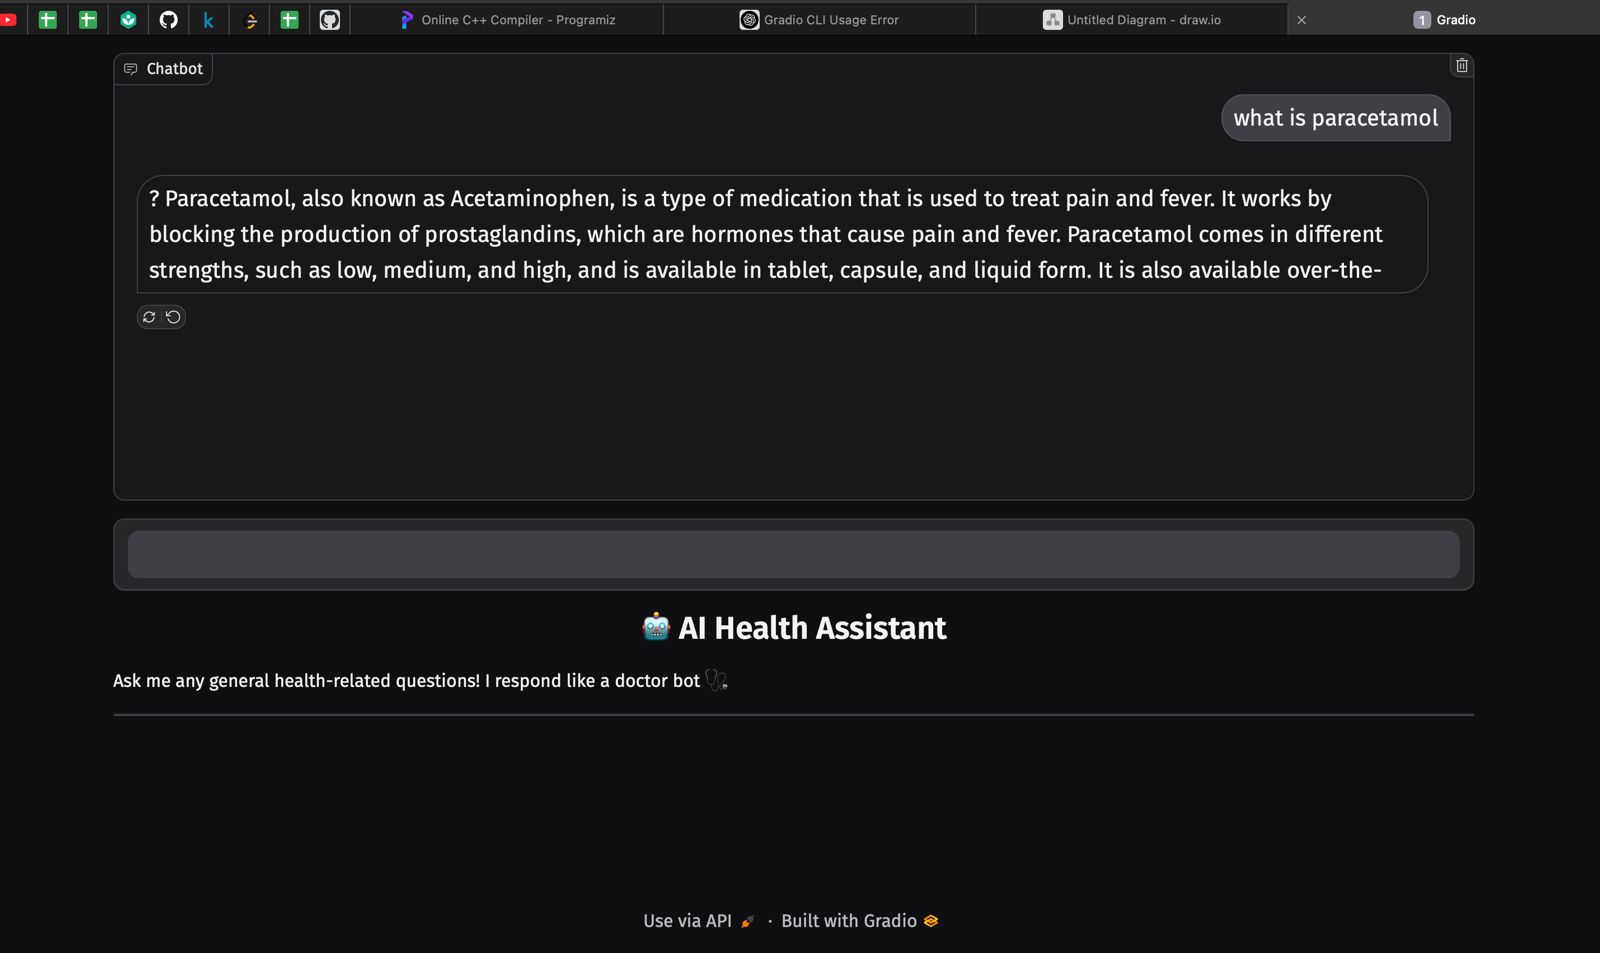 Online C++ Compiler - Programiz
Gradio CLI Usage Error
Untitled Diagram - draw.io
1 Gradio
Chatbot
what is paracetamol
? Paracetamol, also known as Acetaminophen, is a type of medication that is used to treat pain and fever. It works by
blocking the production of prostaglandins, which are hormones that cause pain and fever. Paracetamol comes in different
strengths, such as low, medium, and high, and is available in tablet, capsule, and liquid form. It is also available over-the-
🤖 AI Health Assistant
Ask me any general health-related questions! I respond like a doctor bot 🩺
Use via API 🚀 · Built with Gradio